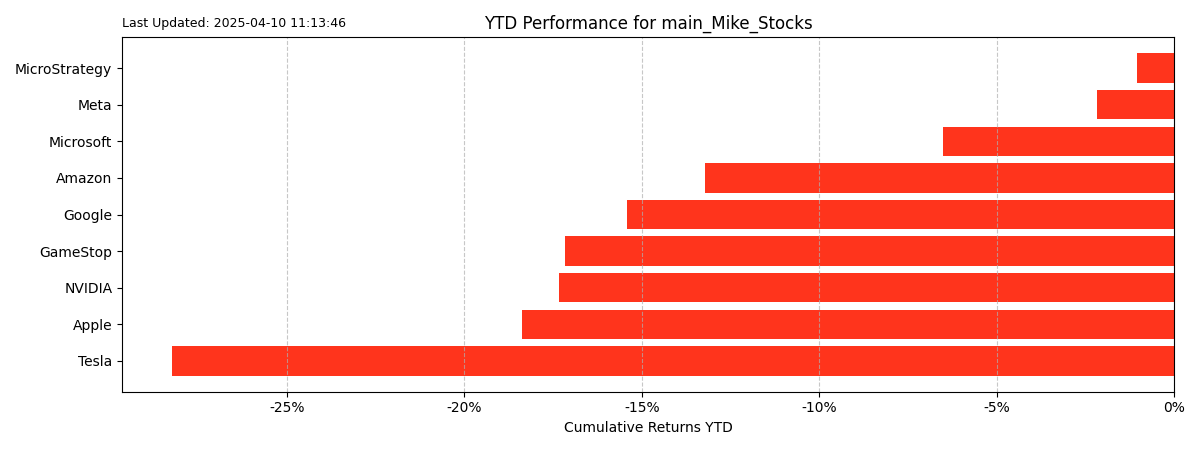 Last Updated: 2025-04-10 11:13:46
YTD Performance for main_Mike_Stocks
MicroStrategy
Meta
Microsoft
Amazon
Google
GameStop
NVIDIA
Apple
Tesla
-25%
-20%
-15%
-10%
-5%
0%
Cumulative Returns YTD